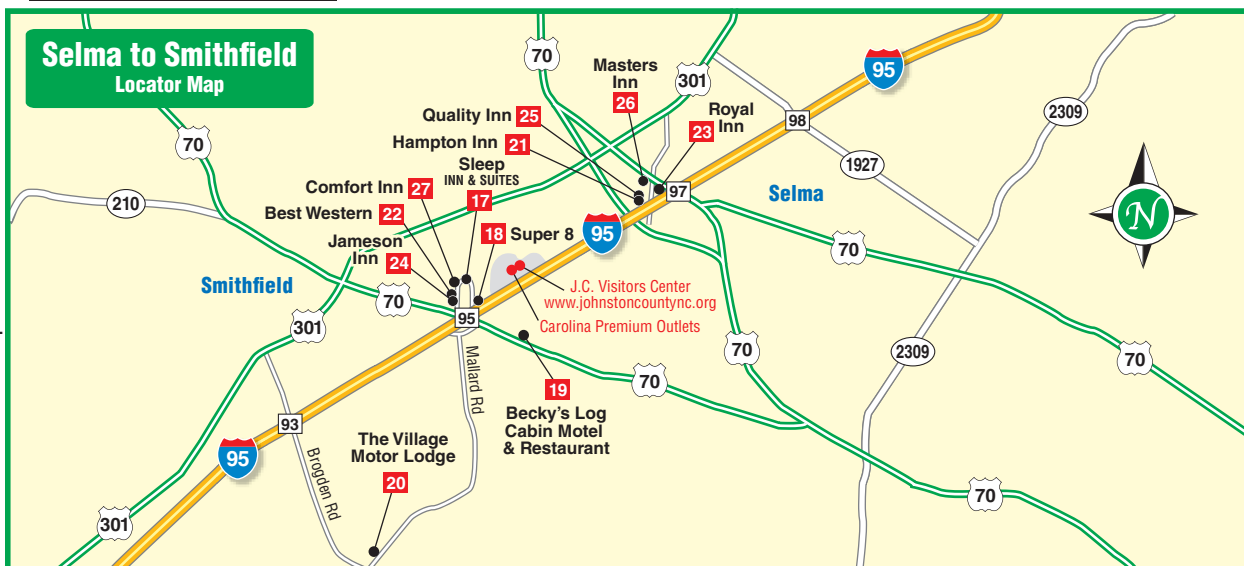 Selma to Smithfield
Locator Map
70
301
95
Masters
Inn
26
Quality Inn 25
Royal
Inn
23
Hampton Inn 21
98
2309
70
1927
Sleep
INN & SUITES
17
Comfort Inn 27
97
Selma
N
210
Best Western 22
18 Super 8
95
70
Jameson
Inn 24
Smithfield
J.C. Visitors Center
www.johnstoncountync.org
70
95
301
Carolina Premium Outlets
70
2309
70
Mallard Rd
70
19
Becky's Log
Cabin Motel
& Restaurant
93
The Village
Motor Lodge
20
95
Brogden Rd
301
70